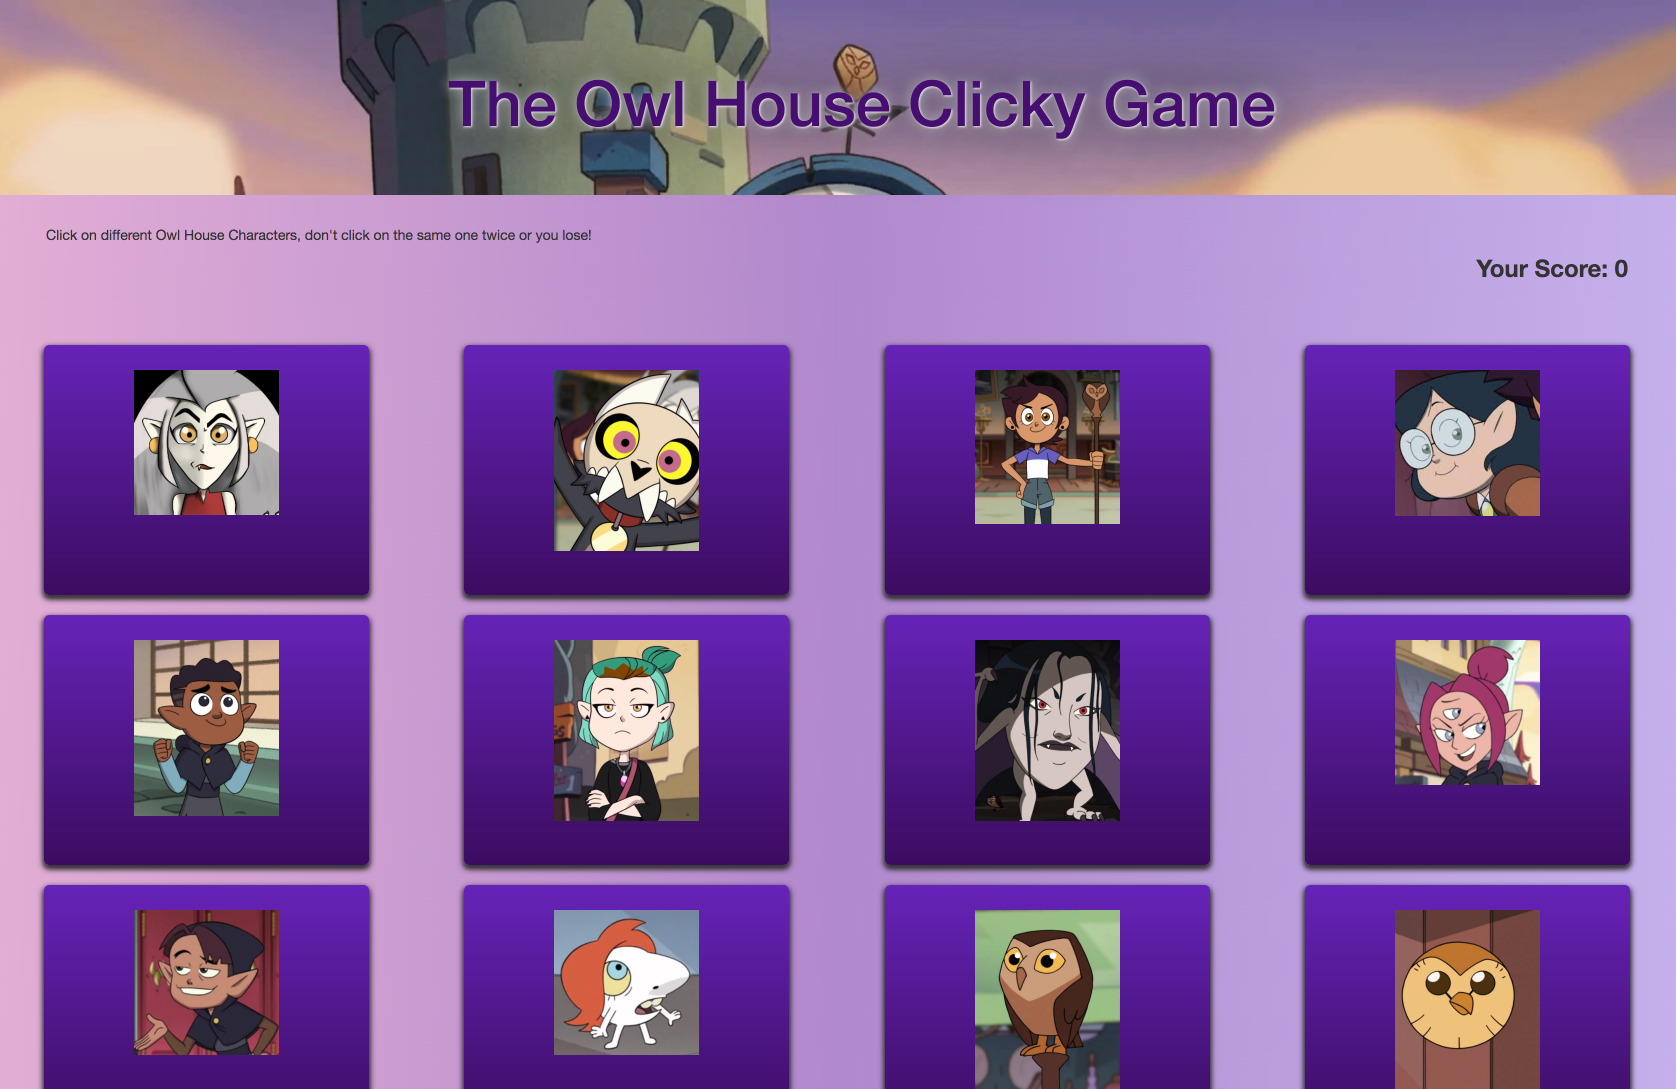 The Owl House Clicky Game
Click on different Owl House Characters, don't click on the same one twice or you lose!
Your Score: 0